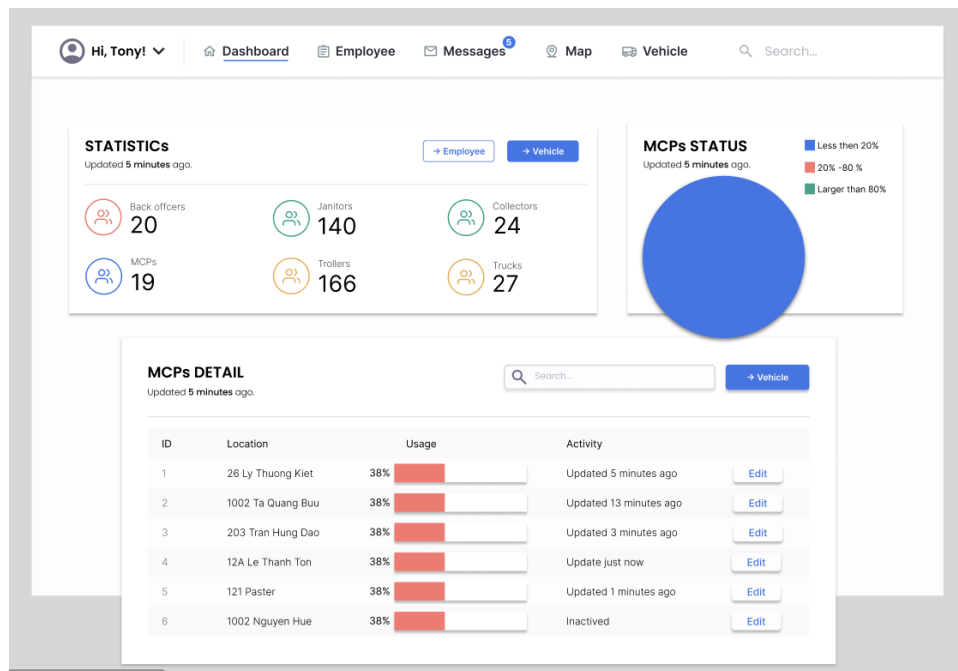 Hi, Tony! Dashboard Employee Messages 5 Map Vehicle Search...
STATISTICs
Updated 5 minutes ago.
→ Employee → Vehicle
Back offcers
20
Janitors
140
Collectors
24
MCPs
19
Trollers
166
Trucks
27
MCPs STATUS
Updated 5 minutes ago.
Less then 20%
20% -80 %
Larger than 80%
MCPs DETAIL
Updated 5 minutes ago.
Search...
→ Vehicle
ID Location Usage Activity
1 26 Ly Thuong Kiet 38% Updated 5 minutes ago Edit
2 1002 Ta Quang Buu 38% Updated 13 minutes ago Edit
3 203 Tran Hung Dao 38% Updated 3 minutes ago Edit
4 12A Le Thanh Ton 38% Update just now Edit
5 121 Paster 38% Updated 1 minutes ago Edit
6 1002 Nguyen Hue 38% Inactived Edit